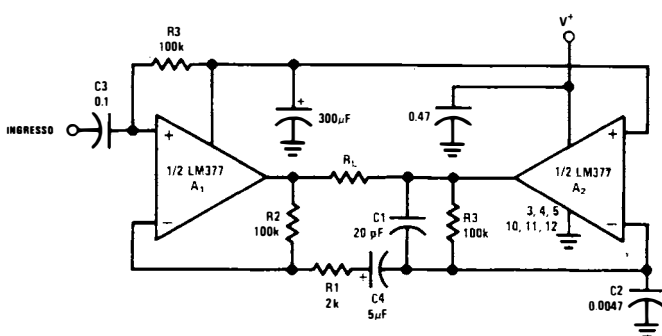 R3
100k
V+
C3
0.1
INGRESSO
+
+
300µF
0.47
+
1/2 LM377
A1
RL
1/2 LM377
A2
3, 4, 5
10, 11, 12
−
−
R2
100k
C1
20 pF
R3
100k
R1
2k
+
C4
5µF
C2
0.0047